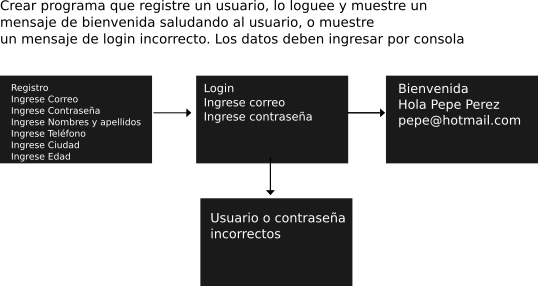 Crear programa que registre un usuario, lo loguee y muestre un
mensaje de bienvenida saludando al usuario, o muestre
un mensaje de login incorrecto. Los datos deben ingresar por consola
Registro
Ingrese Correo
Ingrese Contraseña
Ingrese Nombres y apellidos
Ingrese Teléfono
Ingrese Ciudad
Ingrese Edad
Login
Ingrese correo
Ingrese contraseña
Bienvenida
Hola Pepe Perez
pepe@hotmail.com
Usuario o contraseña
incorrectos